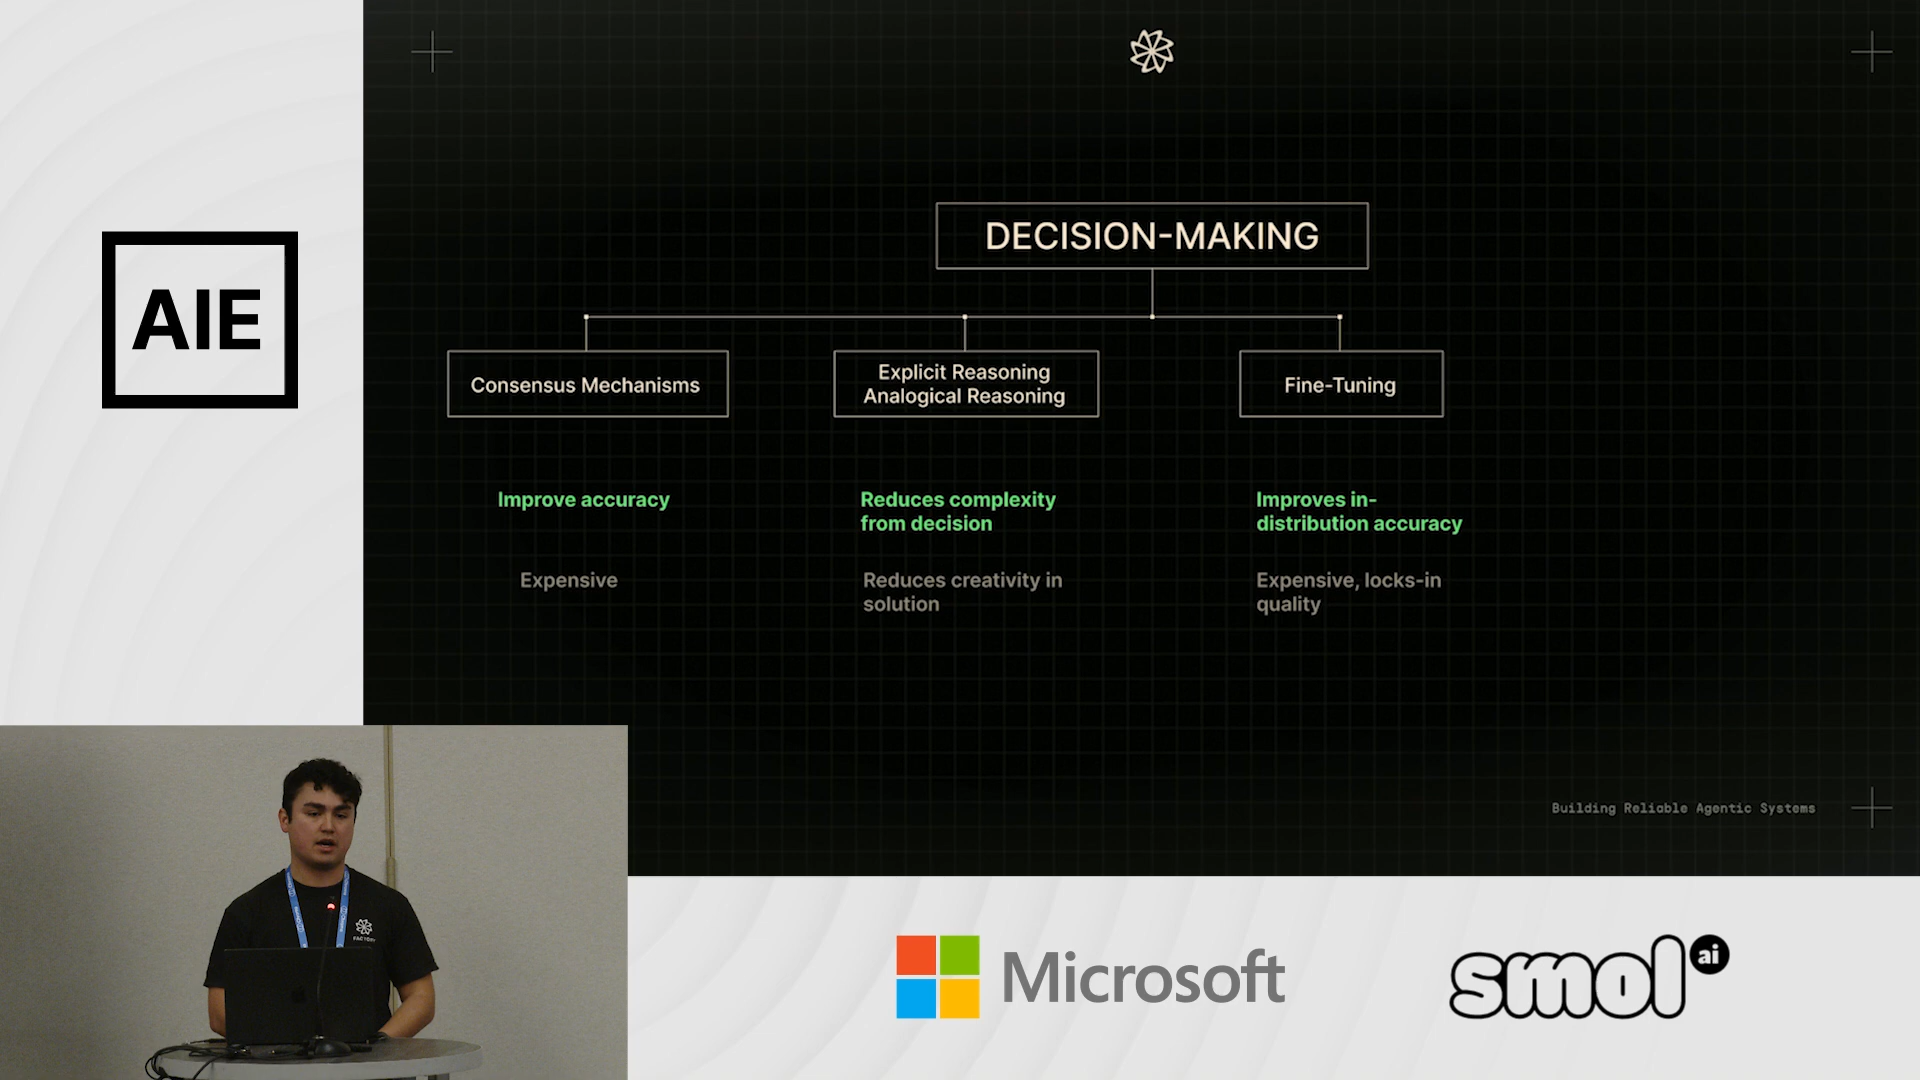 AIE
DECISION-MAKING
Consensus Mechanisms
Explicit Reasoning
Analogical Reasoning
Fine-Tuning
Improve accuracy
Reduces complexity
from decision
Improves in-
distribution accuracy
Expensive
Reduces creativity in
solution
Expensive, locks-in
quality
Building Reliable Agentic Systems
FACTORY
Microsoft
smol ai